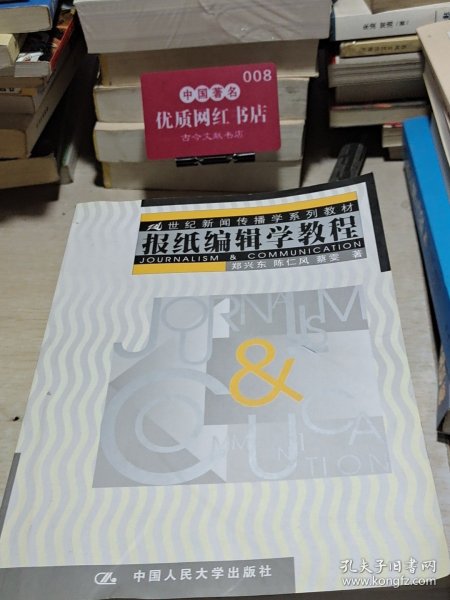 008
中国著名
优质网红书店
古今文献书店
21世纪新闻传播学系列教材
报纸编辑学教程
JOURNALISM & COMMUNICATION
郑兴东 陈仁风 蔡雯 著
JOURNALISM
&
COMMUNICATION
中国人民大学出版社
孔夫子旧书网
www.kongfz.com